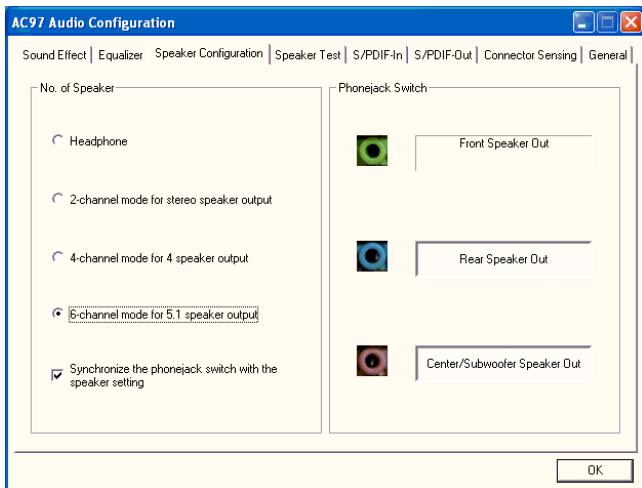 AC97 Audio Configuration
Sound Effect Equalizer Speaker Configuration Speaker Test S/PDIF-In S/PDIF-Out Connector Sensing General
No. of Speaker
Headphone
2-channel mode for stereo speaker output
4-channel mode for 4 speaker output
6-channel mode for 5.1 speaker output
Synchronize the phonejack switch with the
speaker setting
Phonejack Switch
Front Speaker Out
Rear Speaker Out
Center/Subwoofer Speaker Out
OK